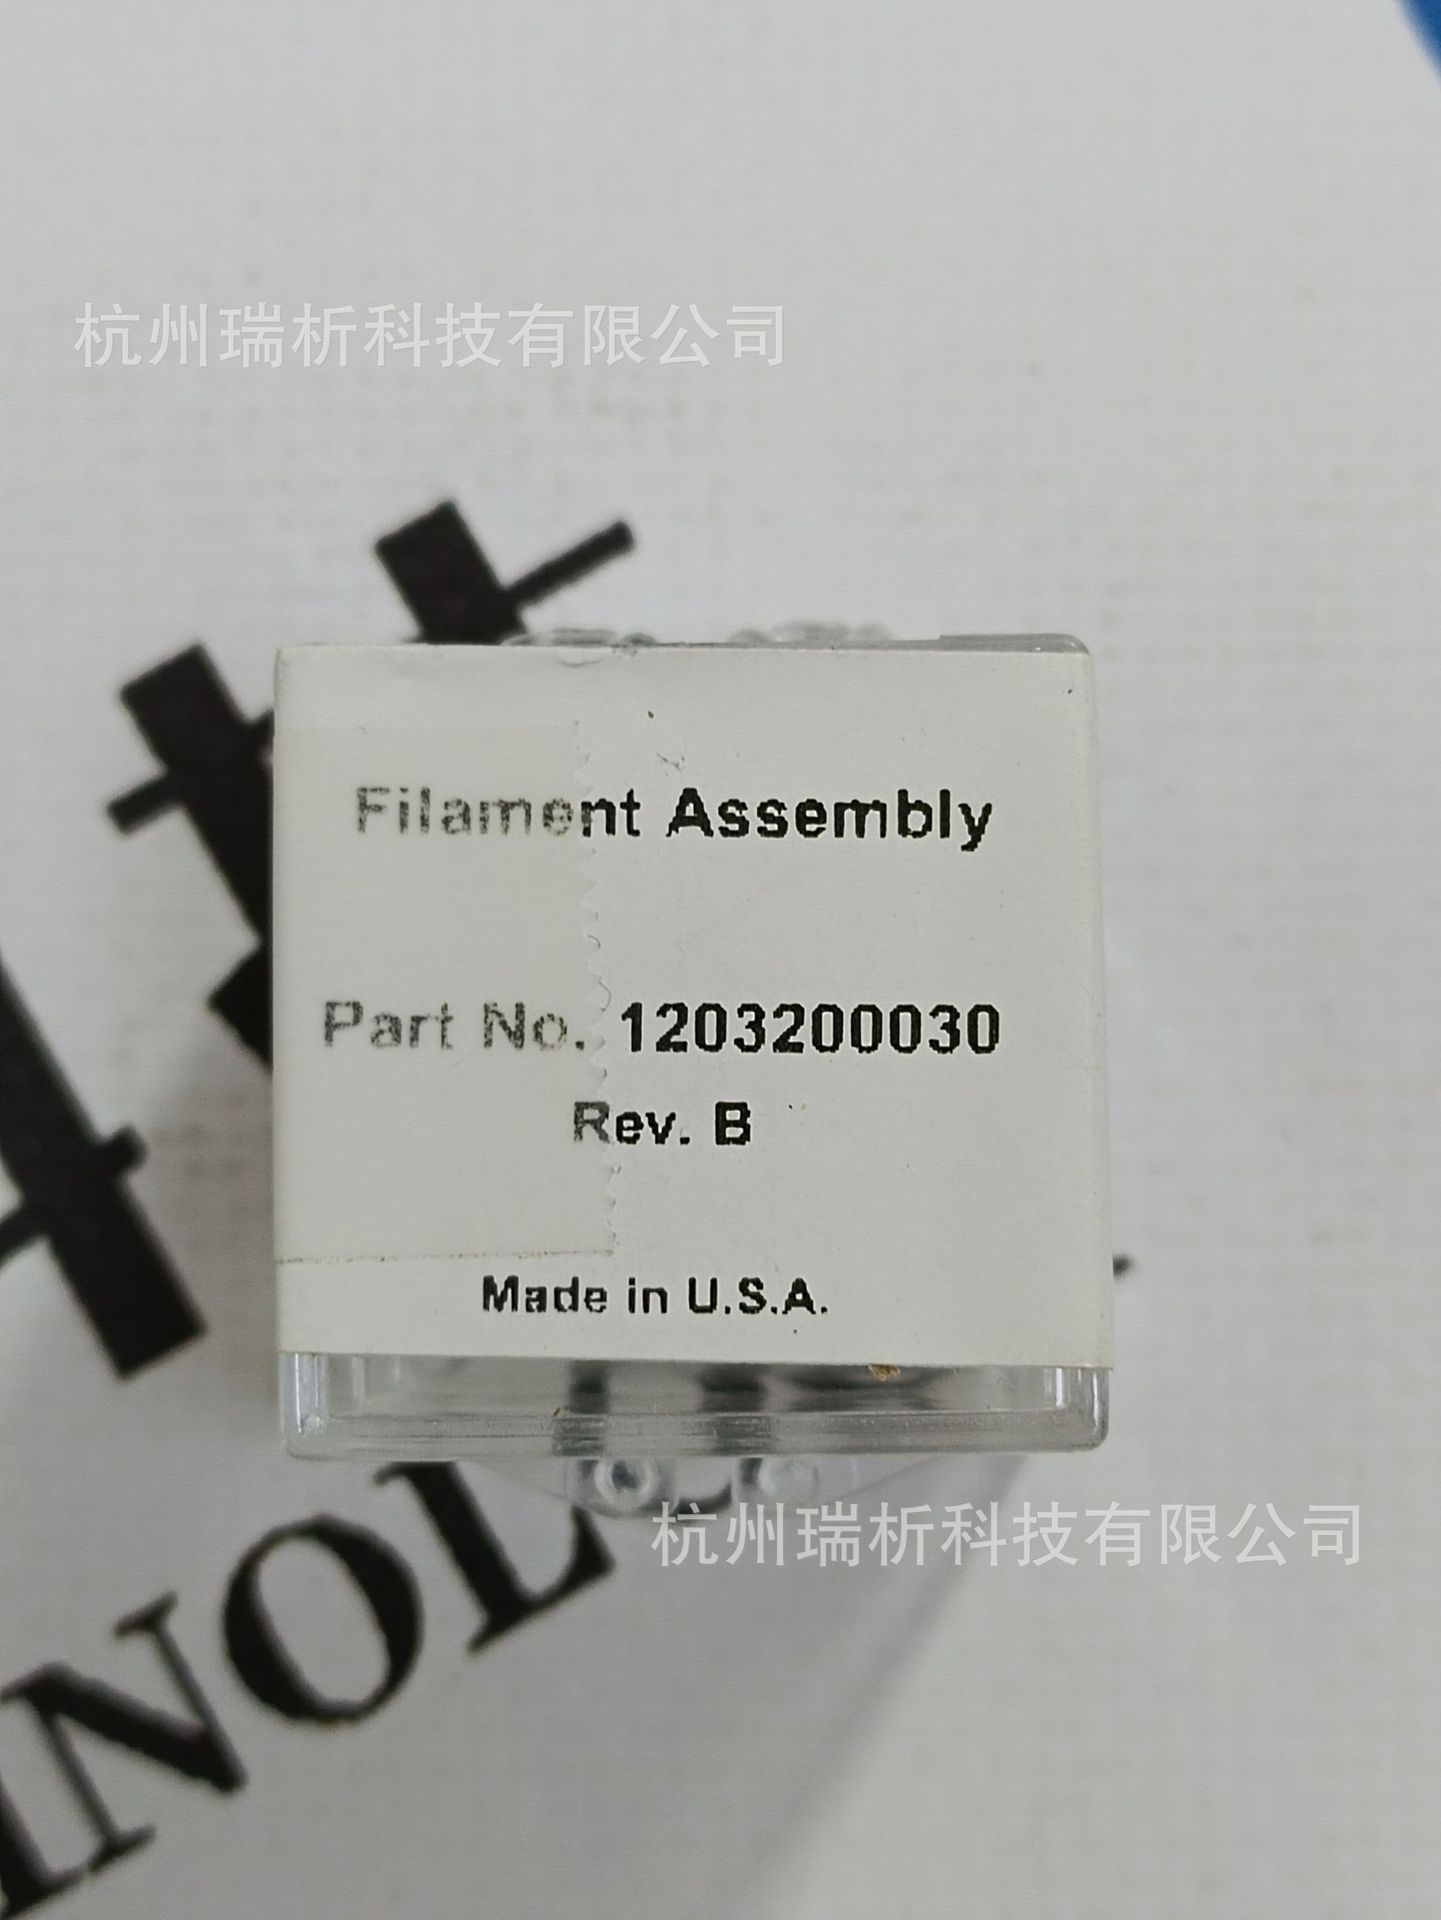 杭州瑞析科技有限公司
Filament Assembly
Part No. 1203200030
Rev. B
Made in U.S.A.
杭州瑞析科技有限公司
INOL